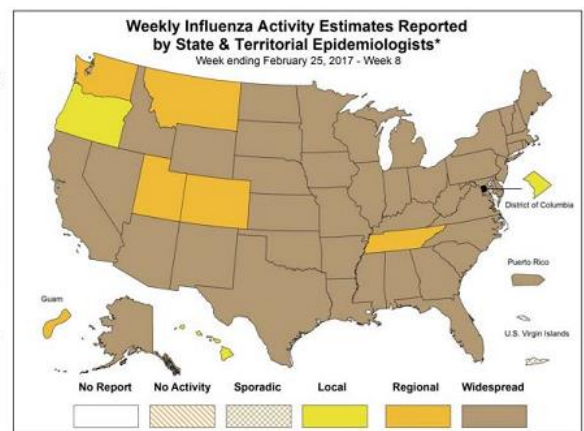 Weekly Influenza Activity Estimates Reported
by State & Territorial Epidemiologists*
Week ending February 25, 2017 - Week 8
District of Columbia
Puerto Rico
Guam
U.S. Virgin Islands
No Report No Activity Sporadic Local Regional Widespread